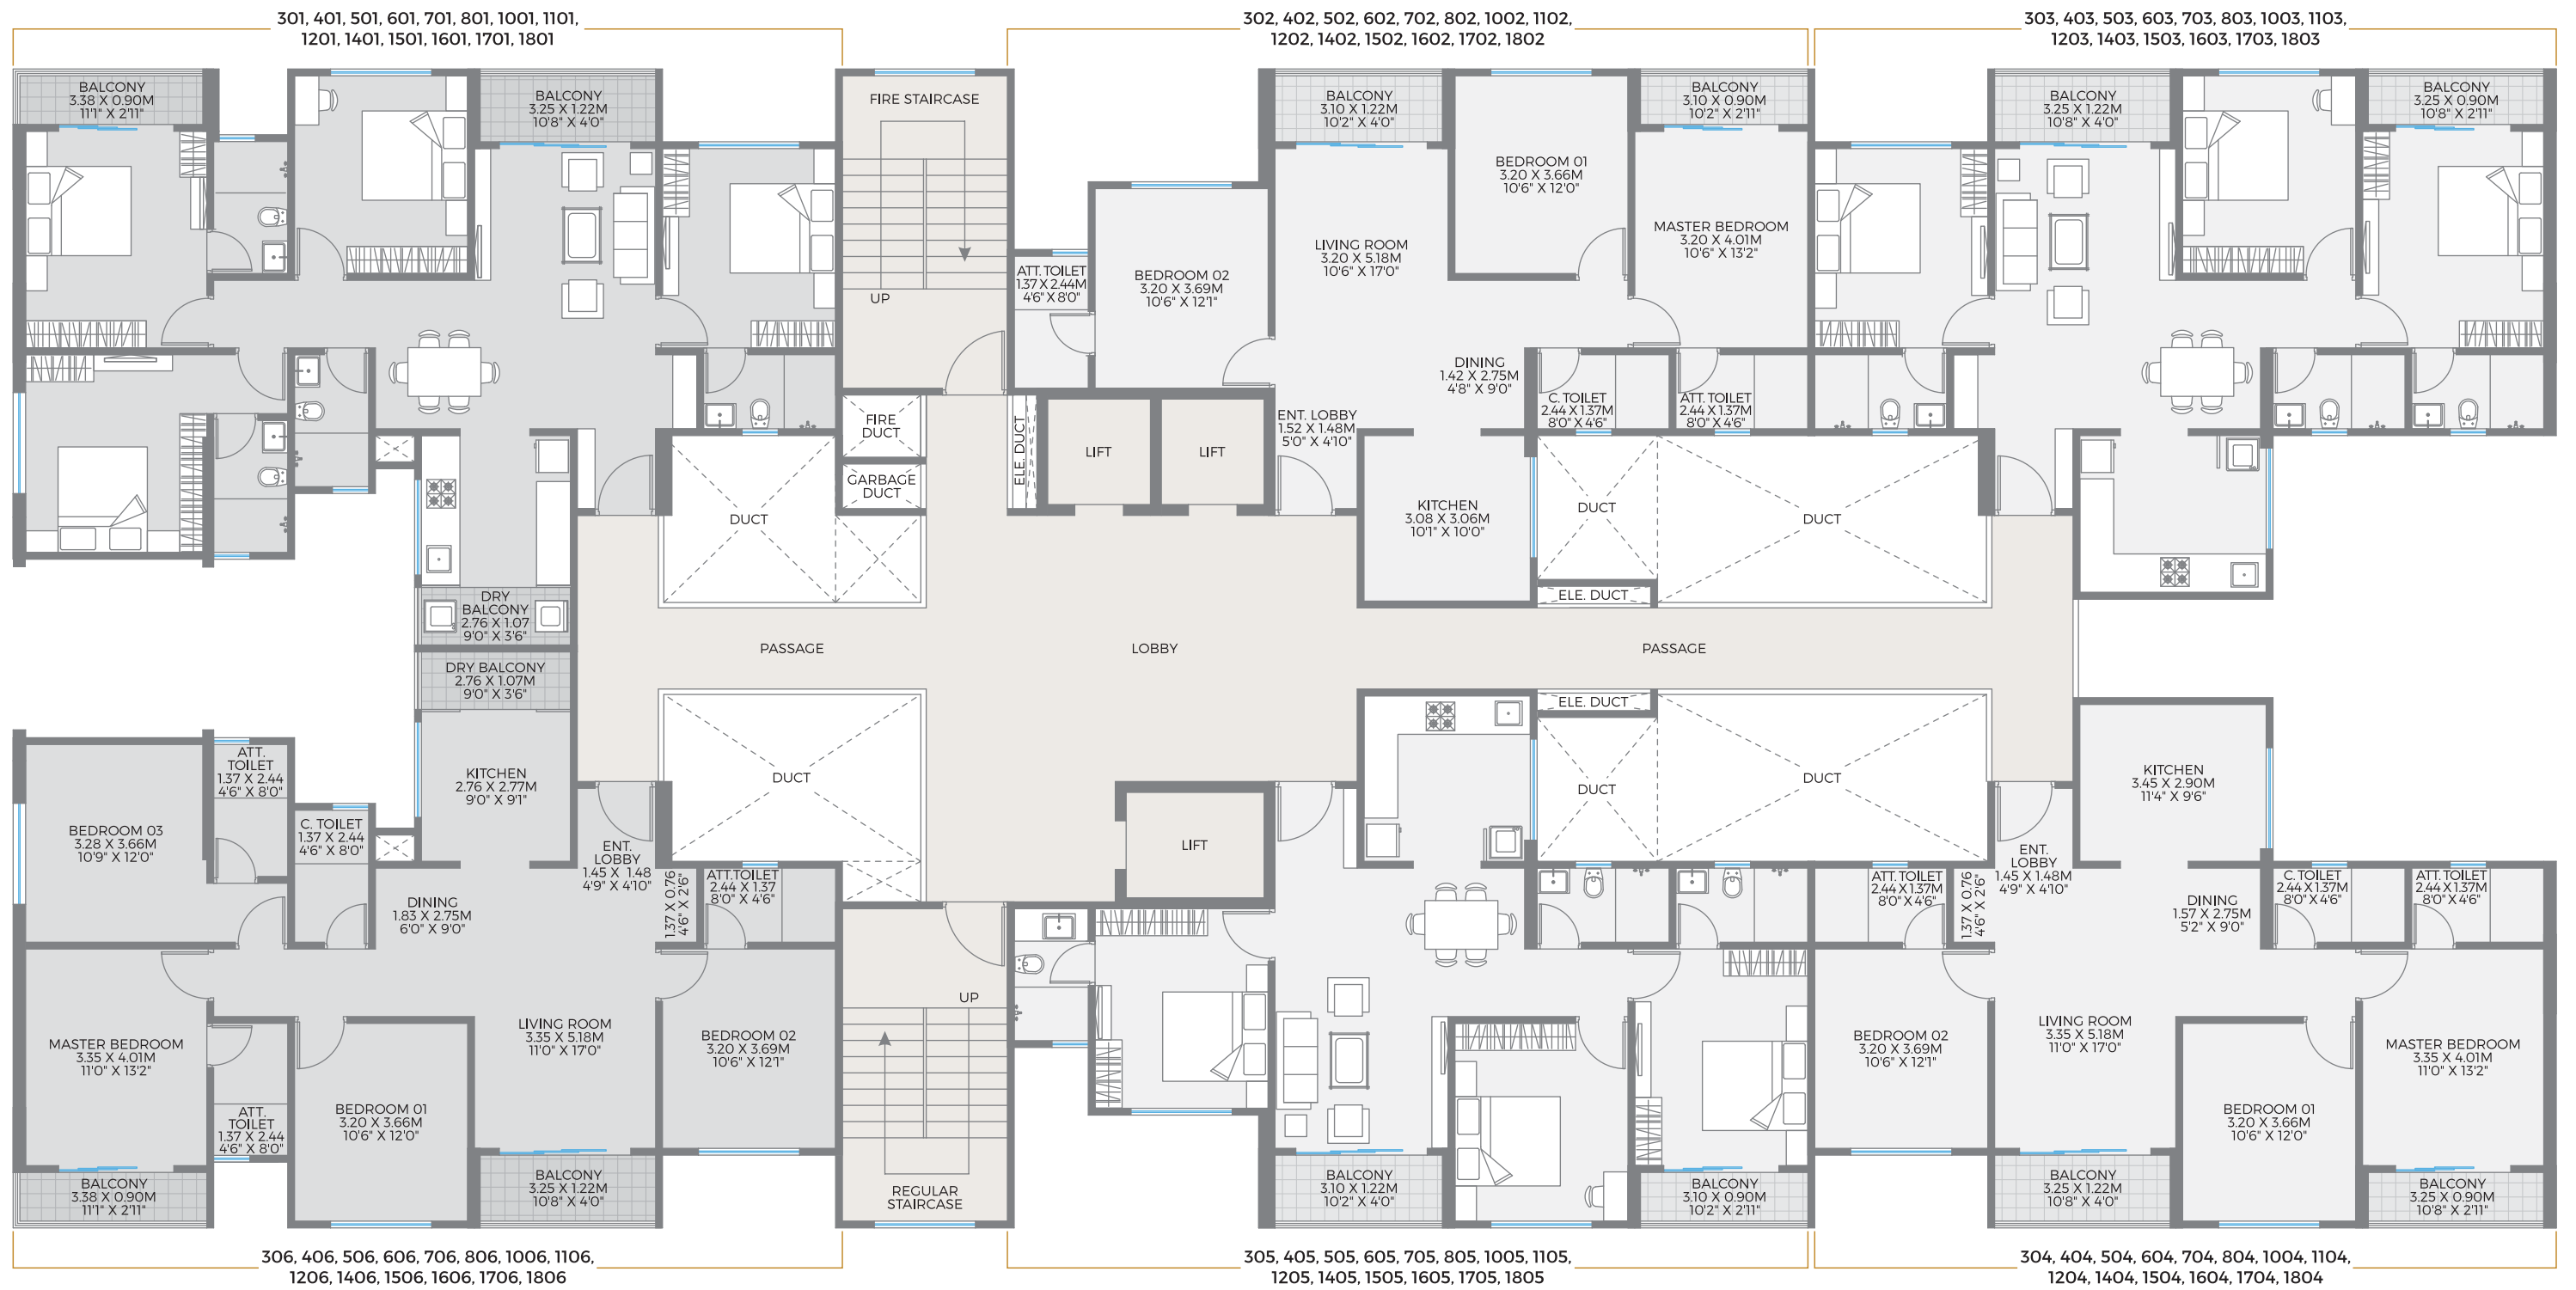 301, 401, 501, 601, 701, 801, 1001, 1101,
1201, 1401, 1501, 1601, 1701, 1801
302, 402, 502, 602, 702, 802, 1002, 1102,
1202, 1402, 1502, 1602, 1702, 1802
303, 403, 503, 603, 703, 803, 1003, 1103,
1203, 1403, 1503, 1603, 1703, 1803
BALCONY
3.38 X 0.90M
11'1" X 2'11"
BALCONY
3.25 X 1.22M
10'8" X 4'0"
FIRE STAIRCASE
UP
BALCONY
3.10 X 1.22M
10'2" X 4'0"
BALCONY
3.10 X 0.90M
10'2" X 2'11"
BALCONY
3.25 X 1.22M
10'8" X 4'0"
BALCONY
3.25 X 0.90M
10'8" X 2'11"
BEDROOM 01
3.20 X 3.66M
10'6" X 12'0"
MASTER BEDROOM
3.20 X 4.01M
10'6" X 13'2"
LIVING ROOM
3.20 X 5.18M
10'6" X 17'0"
ATT. TOILET
1.37 X 2.44M
4'6" X 8'0"
BEDROOM 02
3.20 X 3.69M
10'6" X 12'1"
DINING
1.42 X 2.75M
4'8" X 9'0"
C. TOILET
2.44 X 1.37M
8'0" X 4'6"
ATT. TOILET
2.44 X 1.37M
8'0" X 4'6"
ENT. LOBBY
1.52 X 1.48M
5'0" X 4'10"
FIRE
DUCT
GARBAGE
DUCT
ELE. DUCT
LIFT
LIFT
DUCT
KITCHEN
3.08 X 3.06M
10'1" X 10'0"
DUCT
DUCT
ELE. DUCT
DRY
BALCONY
2.76 X 1.07
9'0" X 3'6"
PASSAGE
LOBBY
PASSAGE
DRY BALCONY
2.76 X 1.07M
9'0" X 3'6"
ELE. DUCT
ATT.
TOILET
1.37 X 2.44
4'6" X 8'0"
KITCHEN
2.76 X 2.77M
9'0" X 9'1"
DUCT
DUCT
DUCT
KITCHEN
3.45 X 2.90M
11'4" X 9'6"
BEDROOM 03
3.28 X 3.66M
10'9" X 12'0"
C. TOILET
1.37 X 2.44
4'6" X 8'0"
ENT.
LOBBY
1.45 X 1.48
4'9" X 4'10"
LIFT
ENT.
LOBBY
1.45 X 1.48M
4'9" X 4'10"
DINING
1.83 X 2.75M
6'0" X 9'0"
1.37 X 0.76
4'6" X 2'6"
ATT.TOILET
2.44 X 1.37
8'0" X 4'6"
ATT. TOILET
2.44 X 1.37M
8'0" X 4'6"
1.37 X 0.76
4'6" X 2'6"
DINING
1.57 X 2.75M
5'2" X 9'0"
C. TOILET
2.44 X 1.37M
8'0" X 4'6"
ATT. TOILET
2.44 X 1.37M
8'0" X 4'6"
MASTER BEDROOM
3.35 X 4.01M
11'0" X 13'2"
LIVING ROOM
3.35 X 5.18M
11'0" X 17'0"
BEDROOM 02
3.20 X 3.69M
10'6" X 12'1"
UP
BEDROOM 02
3.20 X 3.69M
10'6" X 12'1"
LIVING ROOM
3.35 X 5.18M
11'0" X 17'0"
MASTER BEDROOM
3.35 X 4.01M
11'0" X 13'2"
ATT.
TOILET
1.37 X 2.44
4'6" X 8'0"
BEDROOM 01
3.20 X 3.66M
10'6" X 12'0"
BEDROOM 01
3.20 X 3.66M
10'6" X 12'0"
BALCONY
3.38 X 0.90M
11'1" X 2'11"
BALCONY
3.25 X 1.22M
10'8" X 4'0"
REGULAR
STAIRCASE
BALCONY
3.10 X 1.22M
10'2" X 4'0"
BALCONY
3.10 X 0.90M
10'2" X 2'11"
BALCONY
3.25 X 1.22M
10'8" X 4'0"
BALCONY
3.25 X 0.90M
10'8" X 2'11"
306, 406, 506, 606, 706, 806, 1006, 1106,
1206, 1406, 1506, 1606, 1706, 1806
305, 405, 505, 605, 705, 805, 1005, 1105,
1205, 1405, 1505, 1605, 1705, 1805
304, 404, 504, 604, 704, 804, 1004, 1104,
1204, 1404, 1504, 1604, 1704, 1804